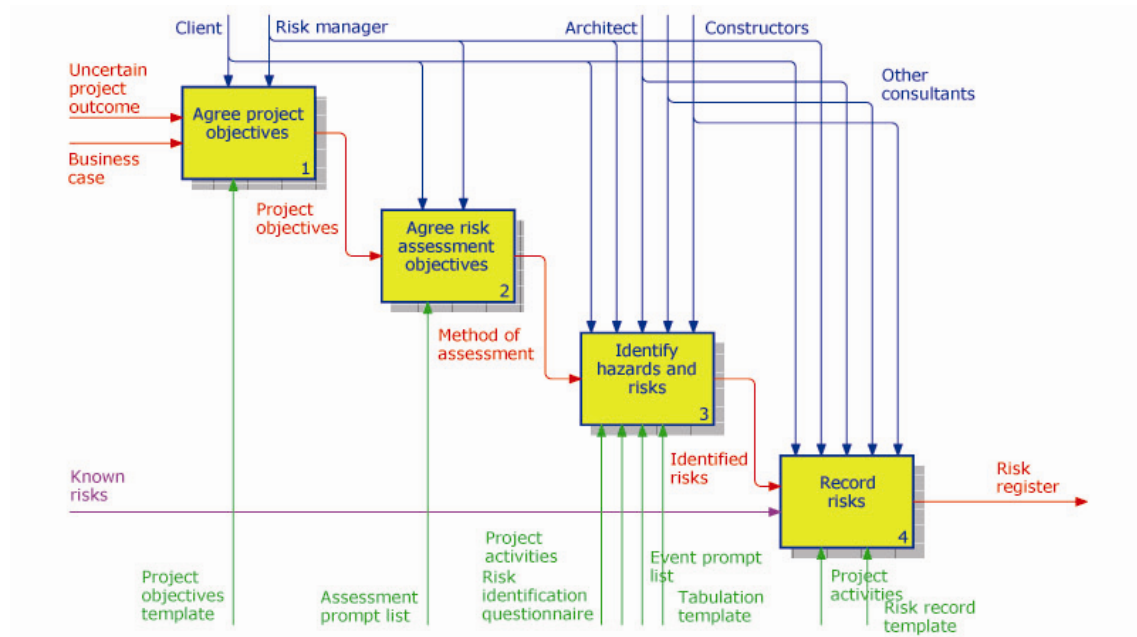 Client
Risk manager
Architect
Constructors
Uncertain
project
outcome
Other
consultants
Agree project
objectives
1
Business
case
Project
objectives
Agree risk
assessment
objectives
2
Method of
assessment
Identify
hazards and
risks
3
Identified
risks
Known
risks
Record
risks
4
Risk
register
Project
activities
Risk
identification
questionnaire
Event prompt
list
Tabulation
template
Project
objectives
template
Assessment
prompt list
Project
activities
Risk record
template